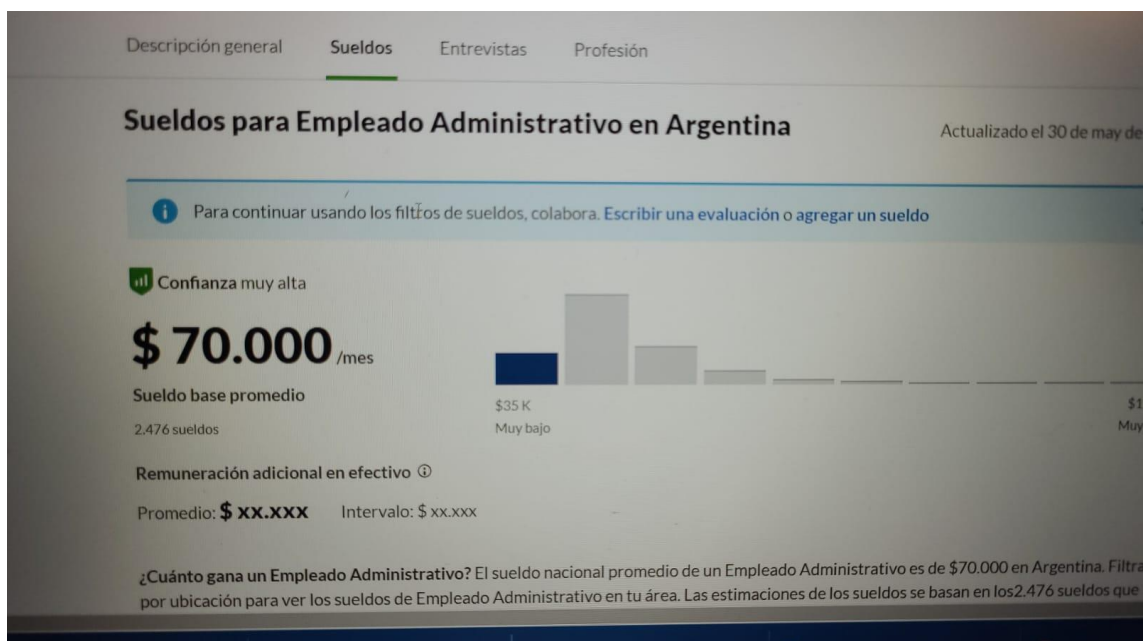 Descripción general Sueldos Entrevistas Profesión
Sueldos para Empleado Administrativo en Argentina
Actualizado el 30 de may de
Para continuar usando los filtros de sueldos, colabora. Escribir una evaluación o agregar un sueldo
Confianza muy alta
$ 70.000 /mes
Sueldo base promedio
2.476 sueldos
$35 K
Muy bajo
$1
Muy
Remuneración adicional en efectivo
Promedio: $ xx.xxx Intervalo: $ xx.xxx
¿Cuánto gana un Empleado Administrativo? El sueldo nacional promedio de un Empleado Administrativo es de $70.000 en Argentina. Filtra
por ubicación para ver los sueldos de Empleado Administrativo en tu área. Las estimaciones de los sueldos se basan en los2.476 sueldos que